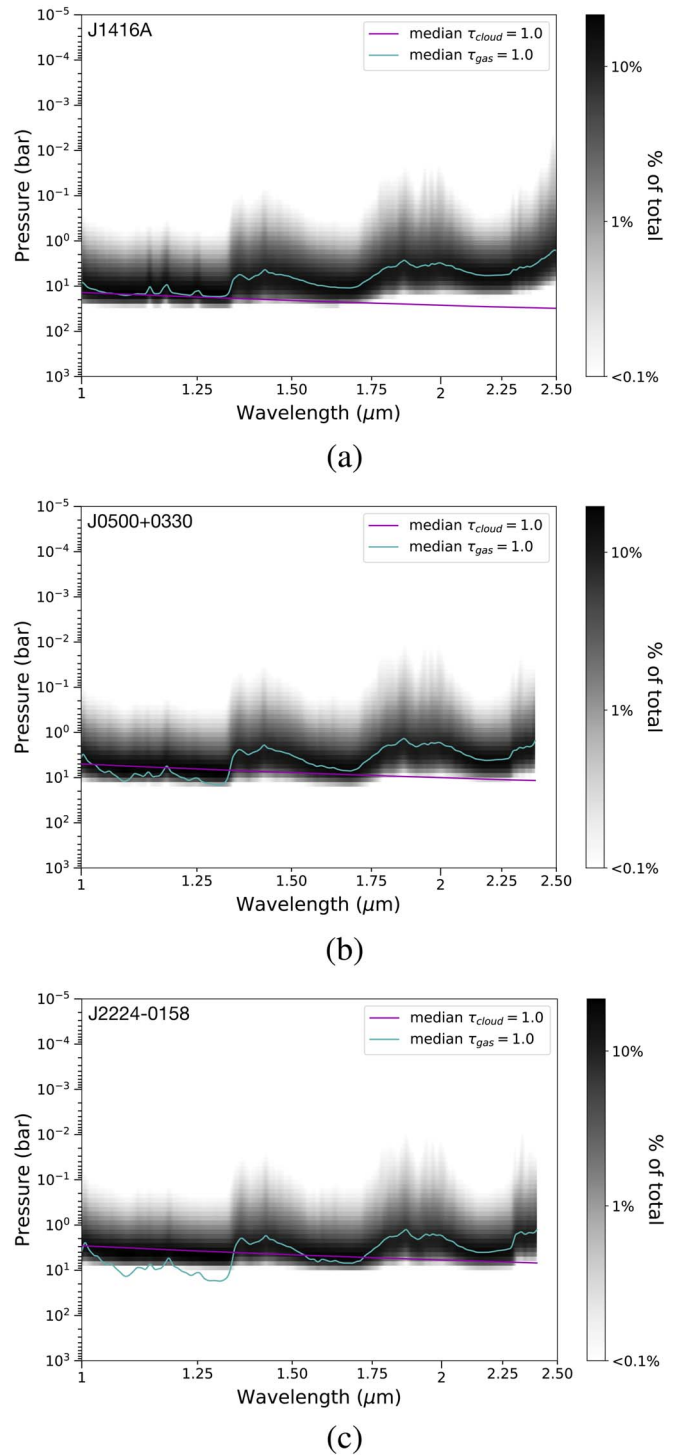 J1416A
median τ_cloud = 1.0
median τ_gas = 1.0
10⁻⁵
10⁻⁴
10⁻³
10⁻²
10⁻¹
10⁰
10¹
10²
10³
Pressure (bar)
1 1.25 1.50 1.75 2 2.25 2.50
Wavelength (μm)
10%
1%
<0.1%
% of total
(a)
J0500+0330
median τ_cloud = 1.0
median τ_gas = 1.0
10⁻⁵
10⁻⁴
10⁻³
10⁻²
10⁻¹
10⁰
10¹
10²
10³
Pressure (bar)
1 1.25 1.50 1.75 2 2.25 2.50
Wavelength (μm)
10%
1%
<0.1%
% of total
(b)
J2224-0158
median τ_cloud = 1.0
median τ_gas = 1.0
10⁻⁵
10⁻⁴
10⁻³
10⁻²
10⁻¹
10⁰
10¹
10²
10³
Pressure (bar)
1 1.25 1.50 1.75 2 2.25 2.50
Wavelength (μm)
10%
1%
<0.1%
% of total
(c)